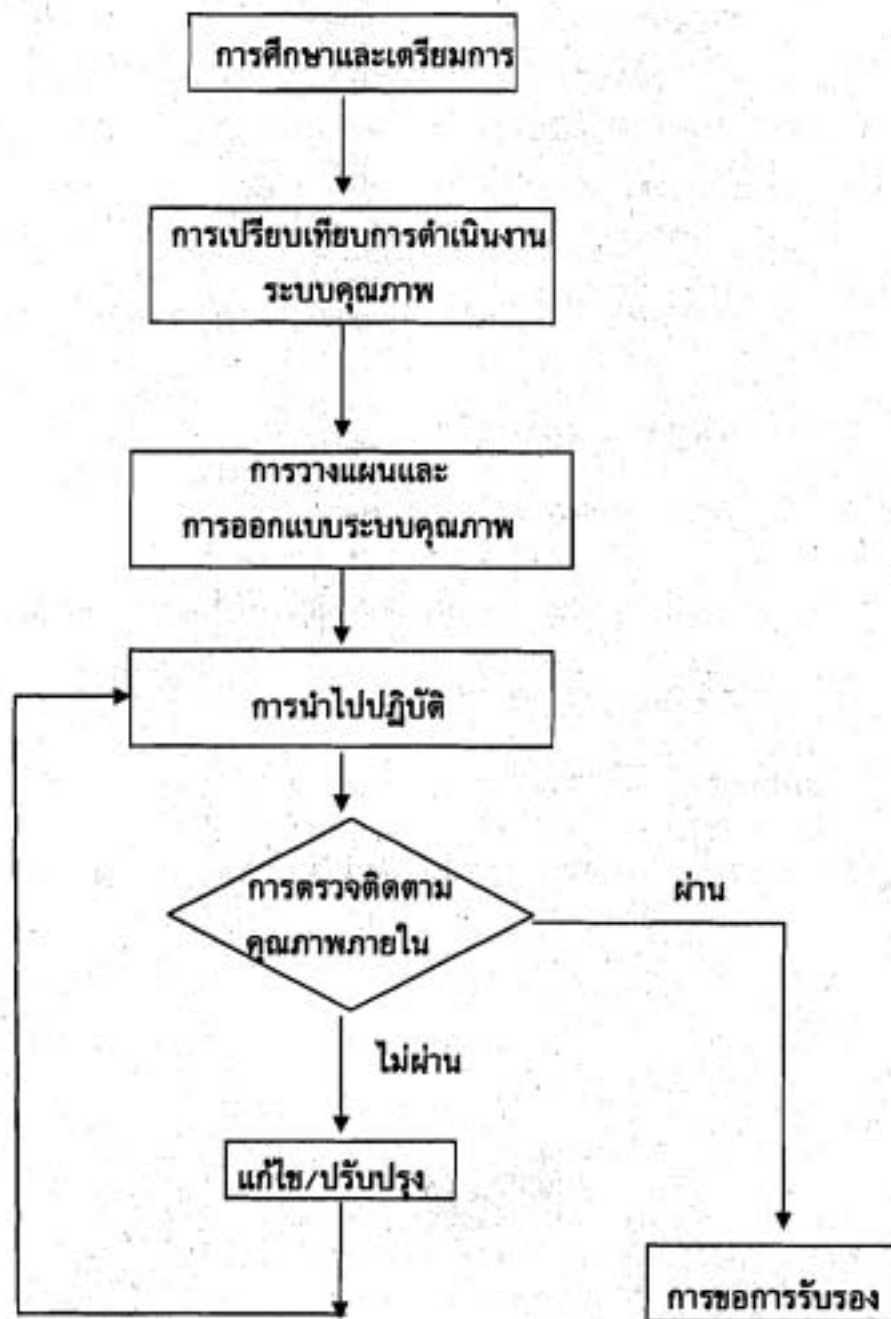 การศึกษาและเตรียมการ
การเปรียบเทียบการดำเนินงาน
ระบบคุณภาพ
การวางแผนและ
การออกแบบระบบคุณภาพ
การนำไปปฏิบัติ
การตรวจติดตาม
คุณภาพภายใน
ผ่าน
ไม่ผ่าน
แก้ไข/ปรับปรุง
การขอการรับรอง